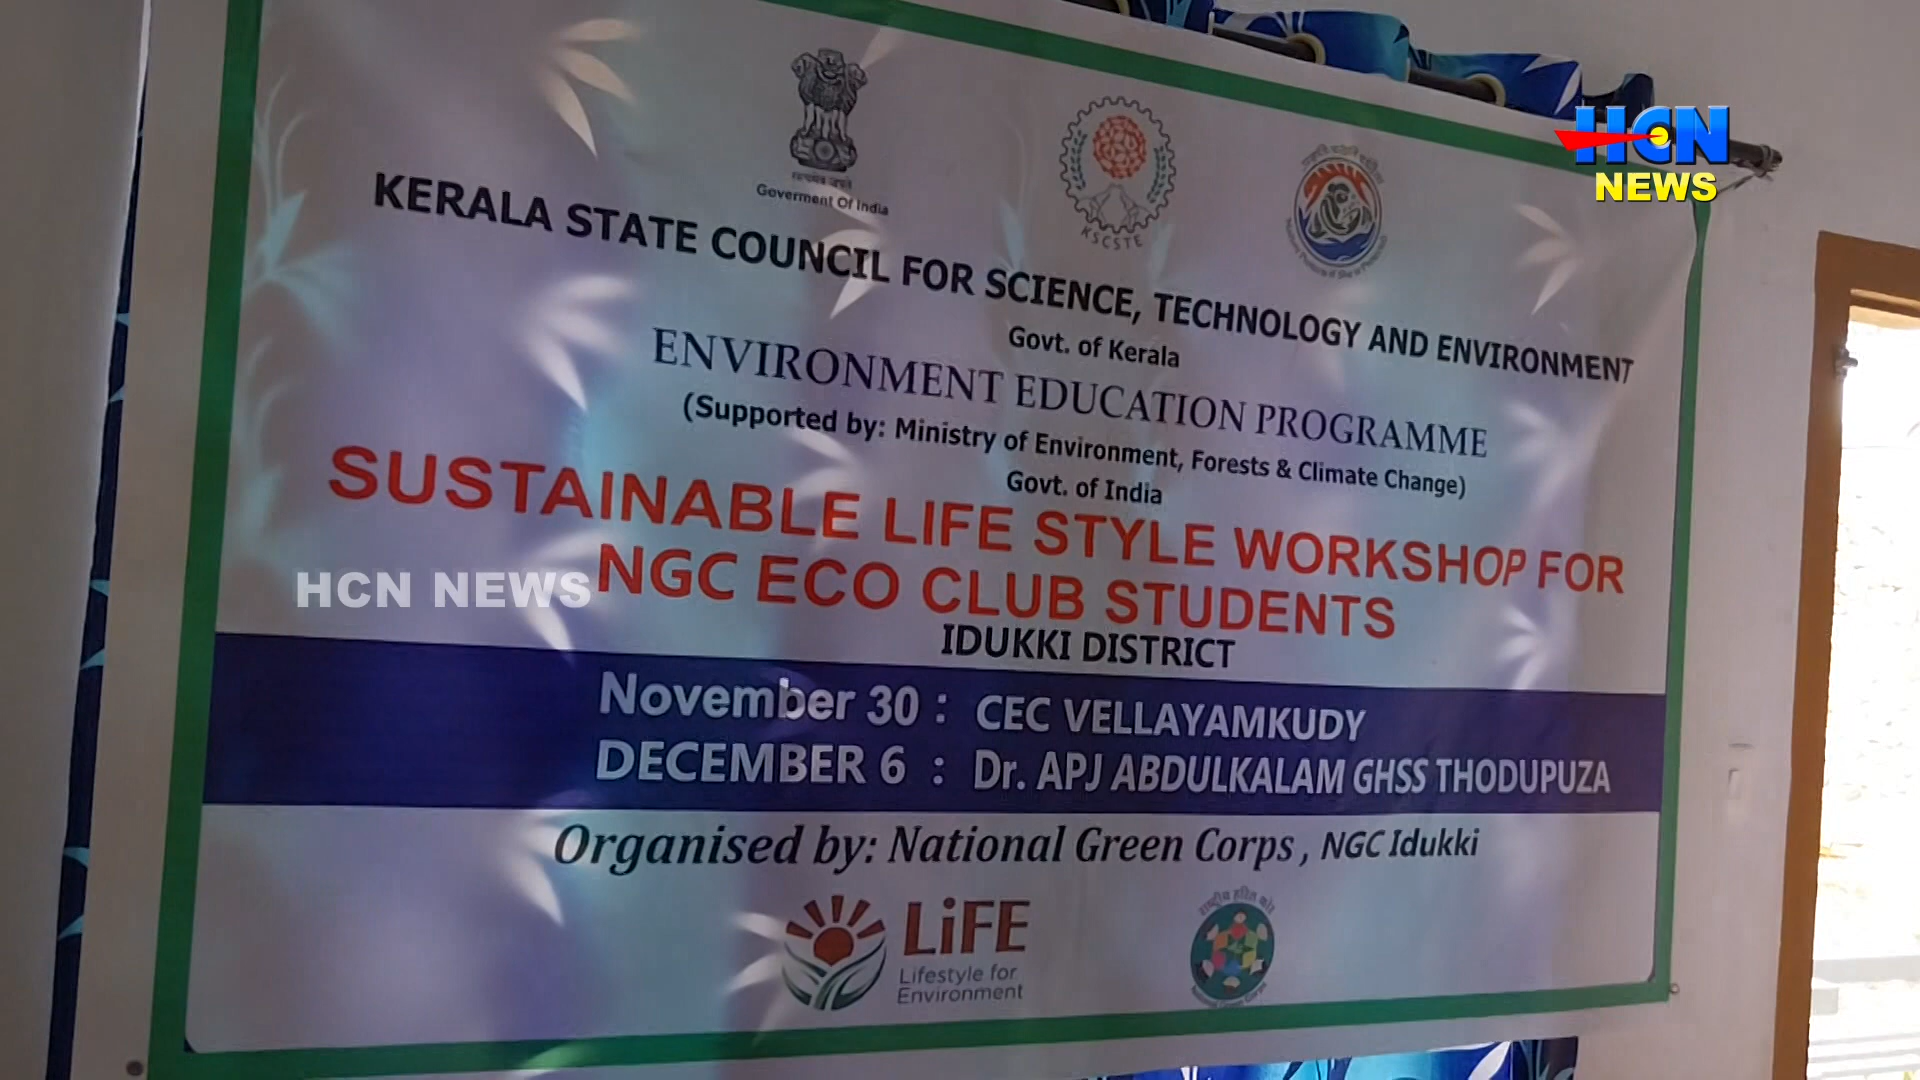 HCN
NEWS
Goverment Of India
KSCSTE
KERALA STATE COUNCIL FOR SCIENCE, TECHNOLOGY AND ENVIRONMENT
Govt. of Kerala
ENVIRONMENT EDUCATION PROGRAMME
(Supported by: Ministry of Environment, Forests & Climate Change)
Govt. of India
SUSTAINABLE LIFE STYLE WORKSHOP FOR
NGC ECO CLUB STUDENTS
HCN NEWS
IDUKKI DISTRICT
November 30 : CEC VELLAYAMKUDY
DECEMBER 6 : Dr. APJ ABDULKALAM GHSS THODUPUZA
Organised by: National Green Corps, NGC Idukki
LiFE
Lifestyle for
Environment